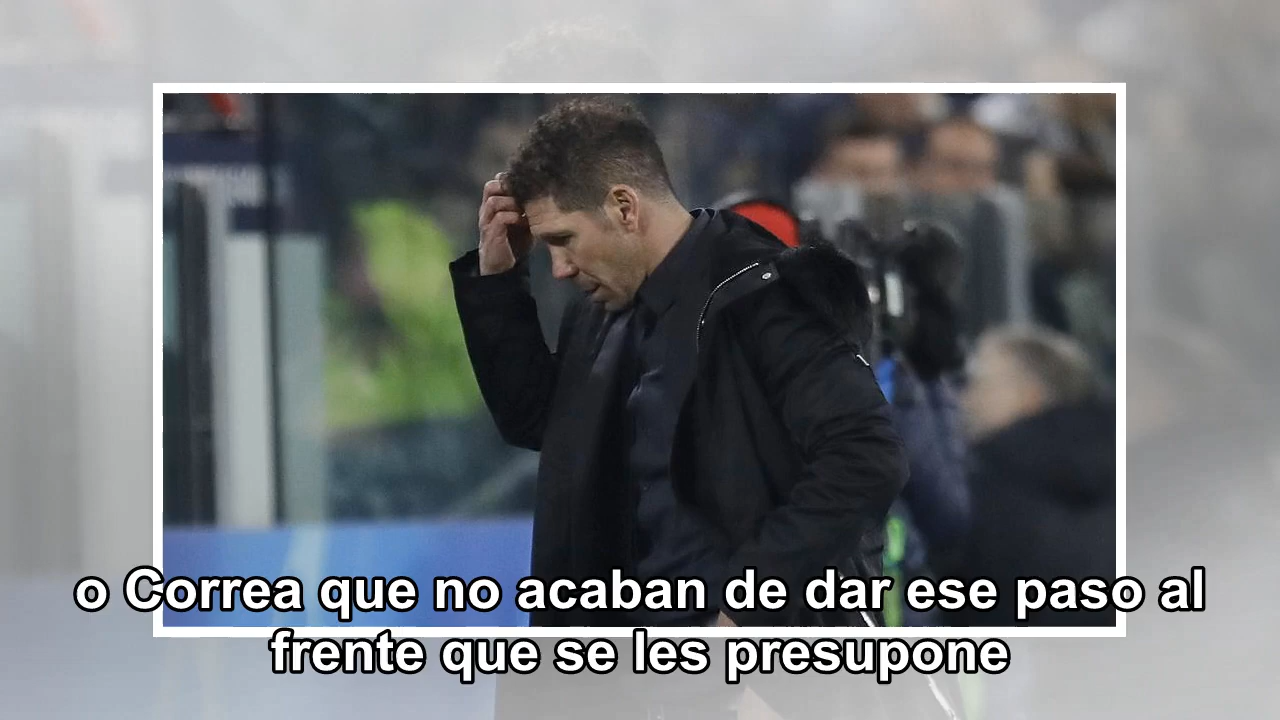 o Correa que no acaban de dar ese paso al
frente que se les presupone